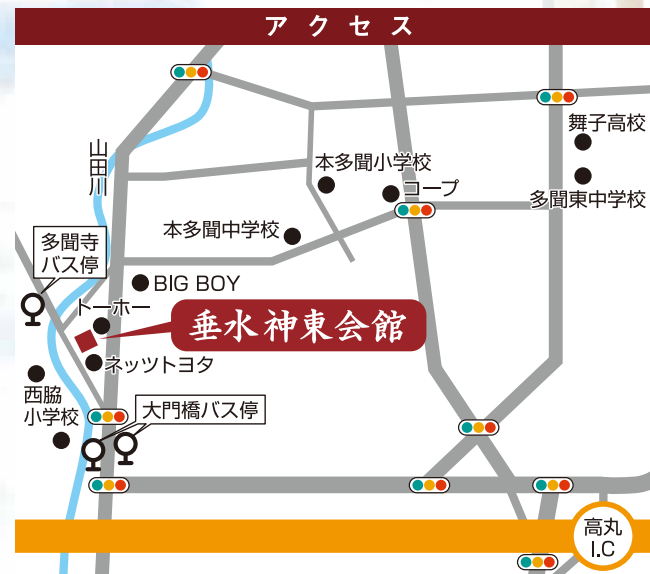 アクセス
山田川
舞子高校
本多聞小学校
コープ
多聞東中学校
本多聞中学校
多聞寺
バス停
BIG BOY
トーホー
垂水神東会館
ネッツトヨタ
西脇
小学校
大門橋バス停
高丸
I.C